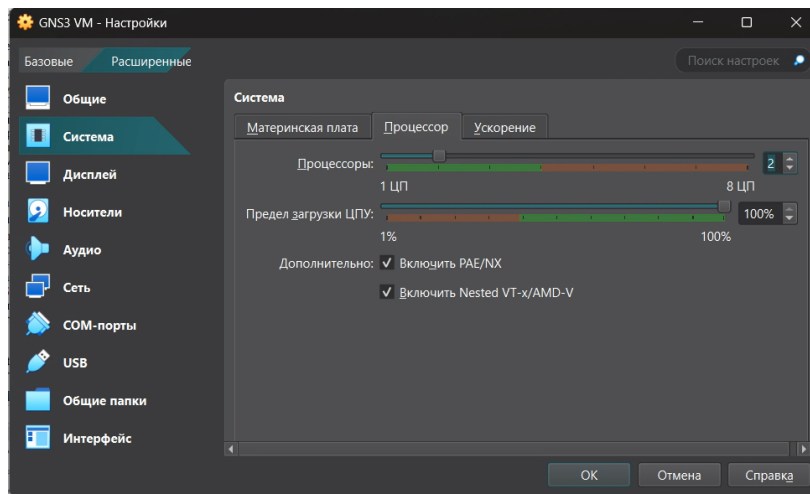 GNS3 VM - Настройки
Базовые Расширенные
Поиск настроек
Общие
Система
Дисплей
Носители
Аудио
Сеть
COM-порты
USB
Общие папки
Интерфейс
Система
Материнская плата Процессор Ускорение
Процессоры: 2
1 ЦП 8 ЦП
Предел загрузки ЦПУ: 100%
1% 100%
Дополнительно: Включить PAE/NX
Включить Nested VT-x/AMD-V
OK Отмена Справка